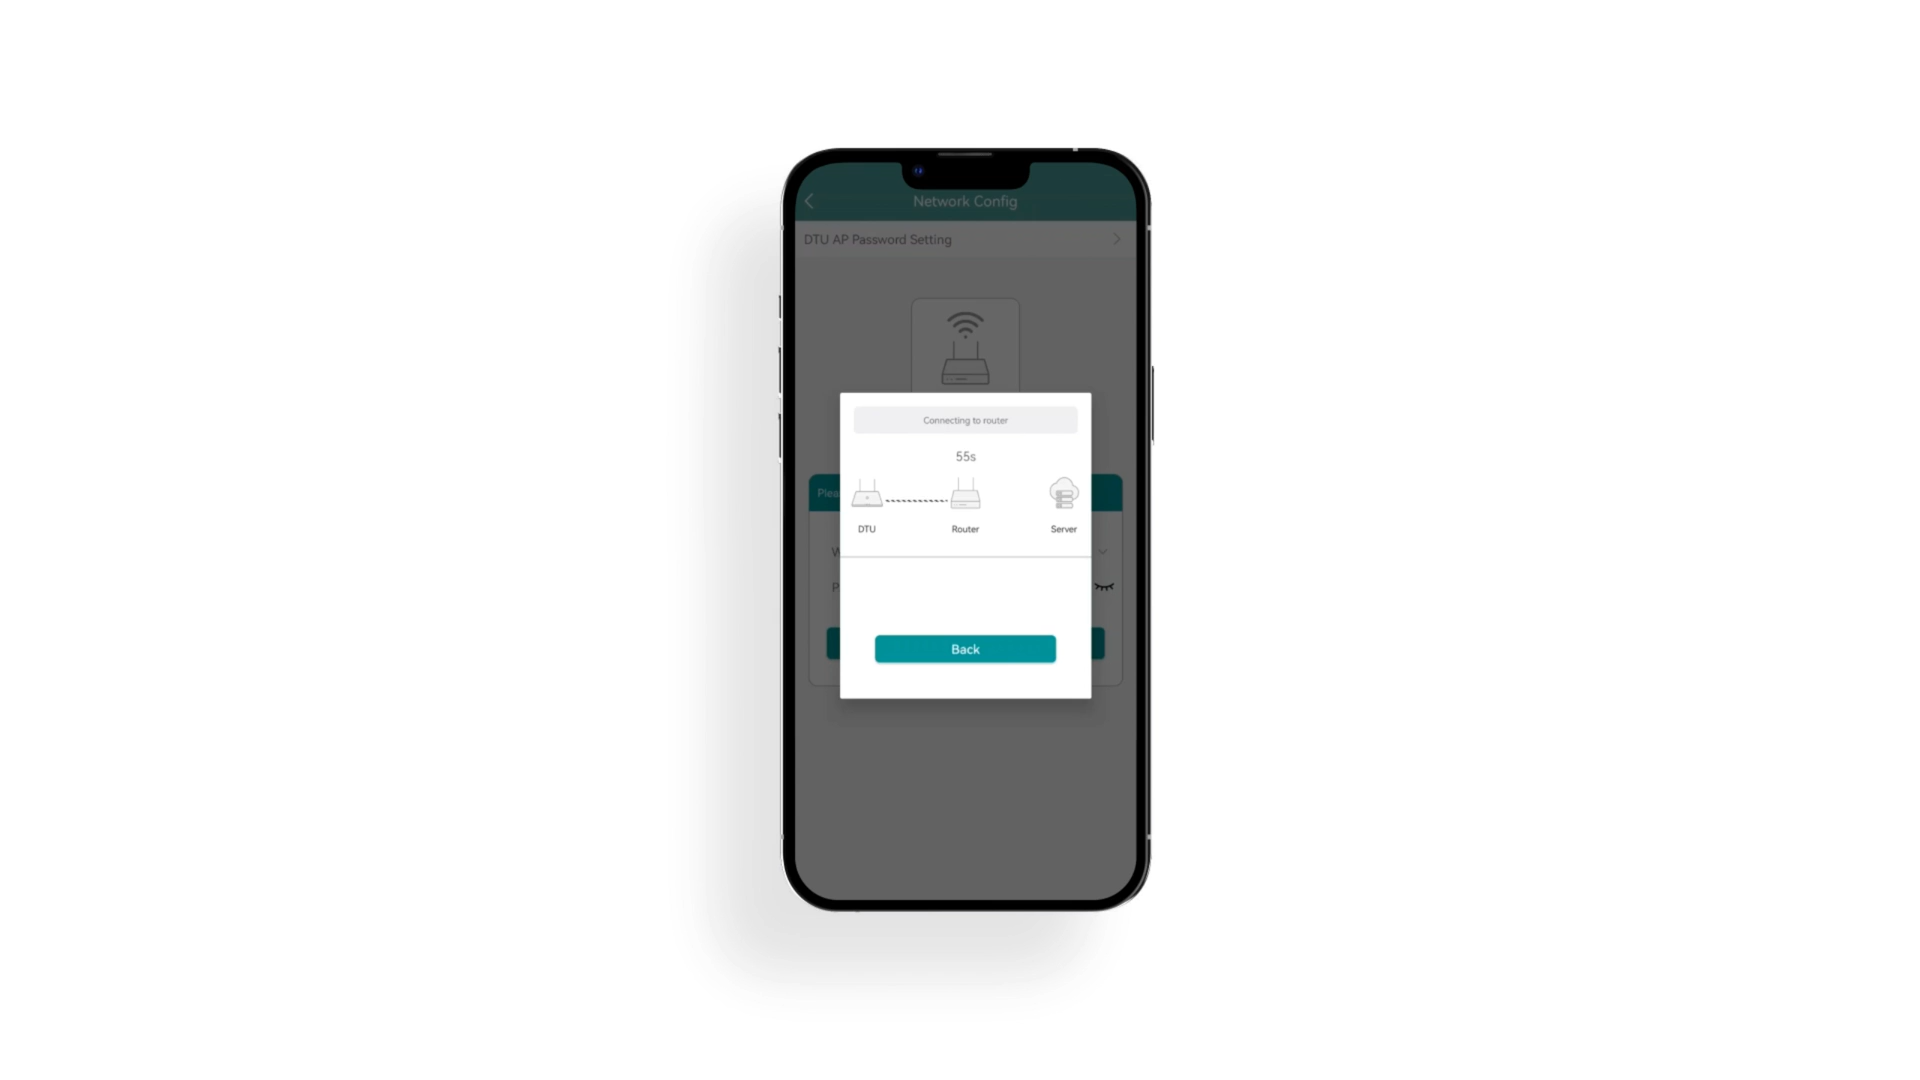 Network Config
DTU AP Password Setting
Connecting to router
55s
DTU
Router
Server
Back